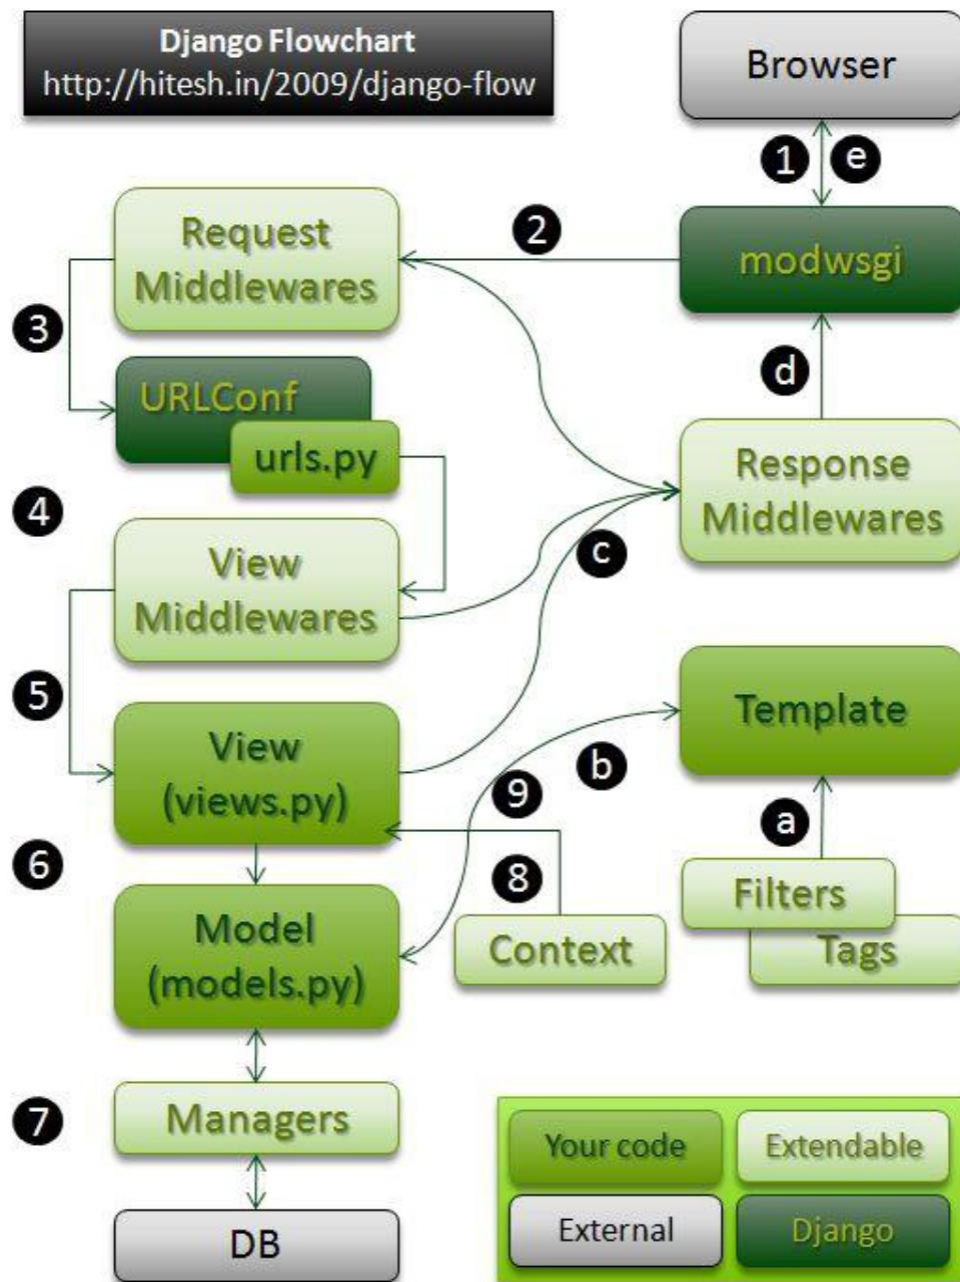 Django Flowchart
http://hitesh.in/2009/django-flow
Browser
1
e
2
Request
Middlewares
modwsgi
3
d
URLConf
urls.py
Response
Middlewares
4
c
View
Middlewares
5
Template
View
(views.py)
b
9
a
6
8
Filters
Model
(models.py)
Context
Tags
7
Managers
Your code
Extendable
External
Django
DB